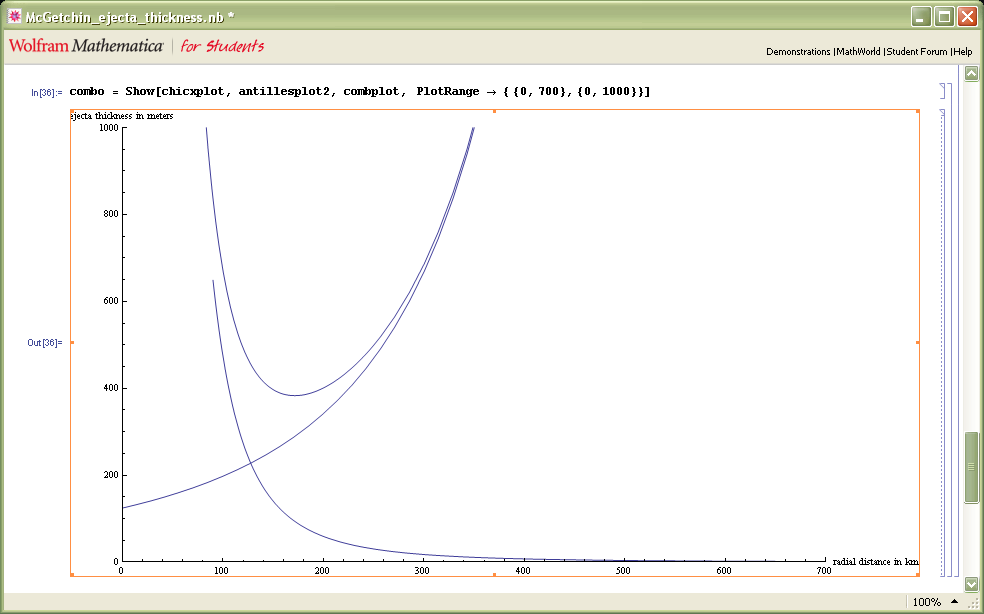 McGetchin_ejecta_thickness.nb *
Wolfram Mathematica | for Students
Demonstrations | MathWorld | Student Forum | Help
In[36]:= combo = Show[chicxplot, antillesplot2, combplot, PlotRange → { {0, 700}, {0, 1000}}]
ejecta thickness in meters
1000
800
600
Out[36]=
400
200
0
0 100 200 300 400 500 600 700
radial distance in km
100%